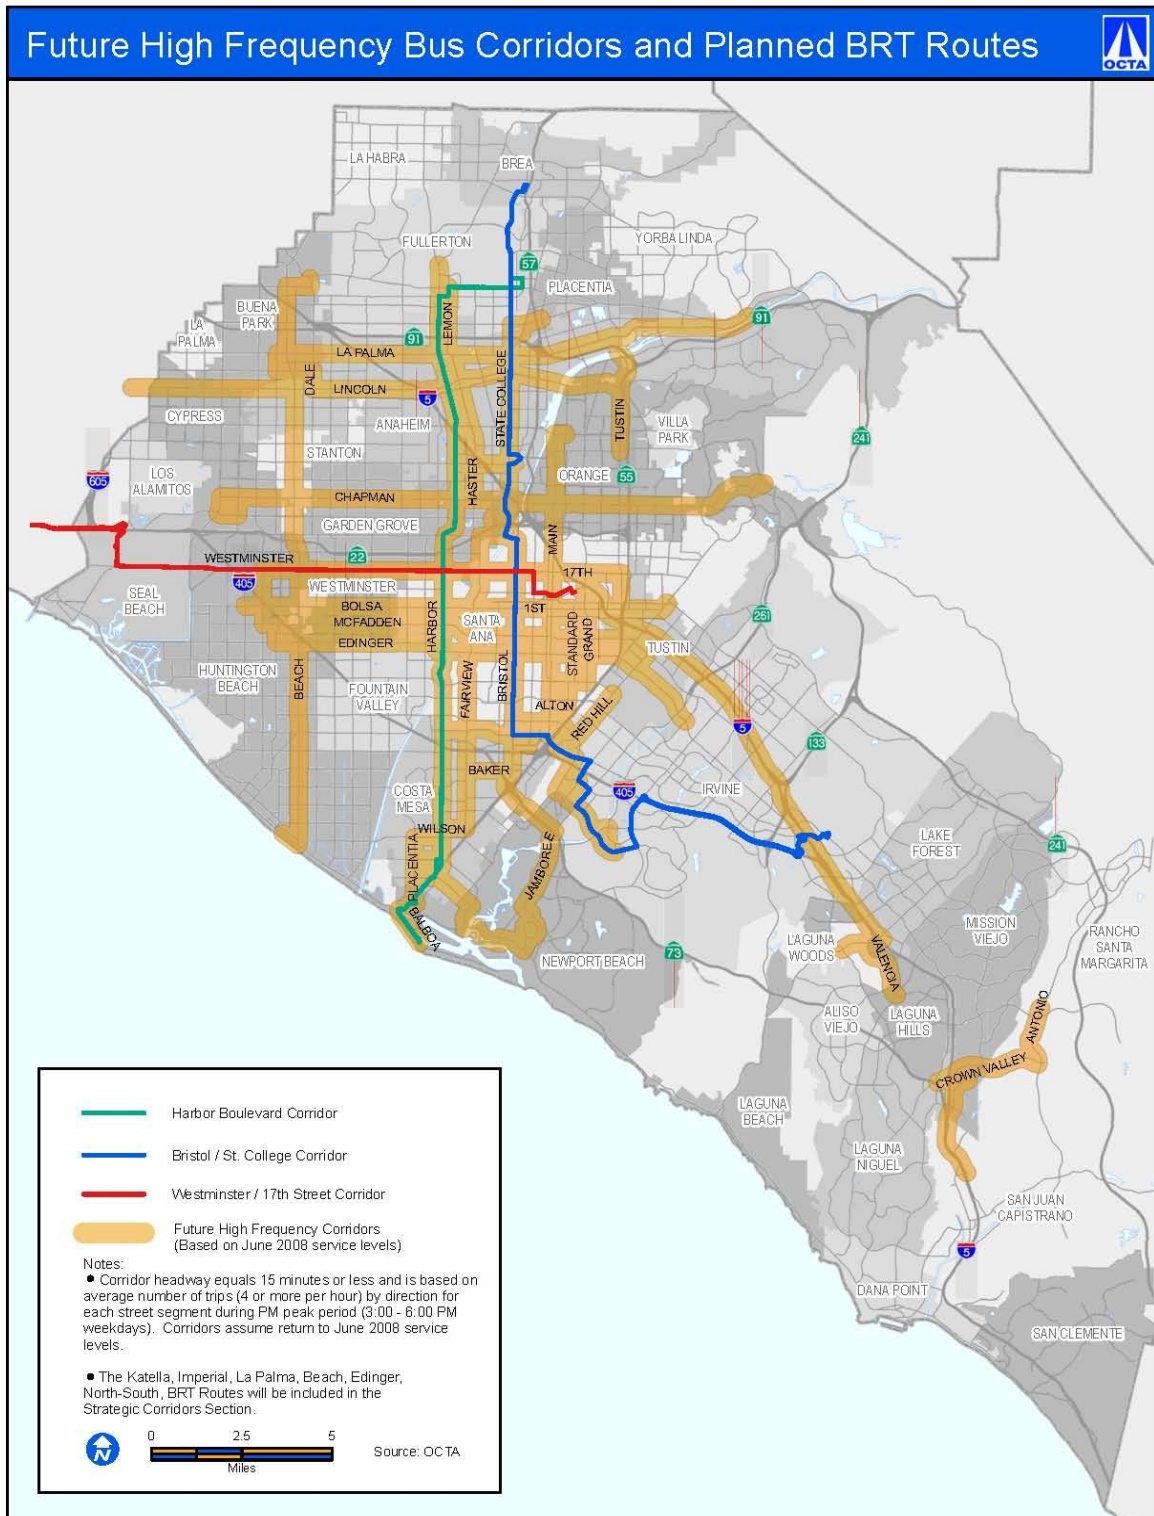 Future High Frequency Bus Corridors and Planned BRT Routes
OCTA
LA HABRA
BREA
FULLERTON
YORBA LINDA
57
PLACENTIA
BUENA
PARK
LA
PALMA
LEMON
91
91
LA PALMA
DALE
LINCOLN
5
STATE COLLEGE
CYPRESS
ANAHEIM
TUSTIN
VILLA
PARK
241
STANTON
HASTER
605
LOS
ALAMITOS
ORANGE
55
CHAPMAN
GARDEN GROVE
MAIN
WESTMINSTER
22
17TH
405
WESTMINSTER
SEAL
BEACH
BOLSA
1ST
MCFADDEN
HARBOR
SANTA
ANA
STANDARD
GRAND
261
EDINGER
TUSTIN
HUNTINGTON
BEACH
BEACH
FOUNTAIN
VALLEY
FAIRVIEW
BRISTOL
ALTON
RED HILL
5
133
BAKER
405
IRVINE
COSTA
MESA
WILSON
LAKE
FOREST
241
PLACENTIA
JAMBOREE
BALBOA
MISSION
VIEJO
RANCHO
SANTA
MARGARITA
NEWPORT BEACH
73
LAGUNA
WOODS
VALENCIA
ANTONIO
ALISO
VIEJO
LAGUNA
HILLS
CROWN VALLEY
LAGUNA
BEACH
LAGUNA
NIGUEL
SAN JUAN
CAPISTRANO
5
DANA POINT
SAN CLEMENTE
Harbor Boulevard Corridor
Bristol / St. College Corridor
Westminster / 17th Street Corridor
Future High Frequency Corridors
(Based on June 2008 service levels)
Notes:
● Corridor headway equals 15 minutes or less and is based on
average number of trips (4 or more per hour) by direction for
each street segment during PM peak period (3:00 - 6:00 PM
weekdays). Corridors assume return to June 2008 service
levels.
● The Katella, Imperial, La Palma, Beach, Edinger,
North-South, BRT Routes will be included in the
Strategic Corridors Section.
N
0 2.5 5
Miles
Source: OCTA